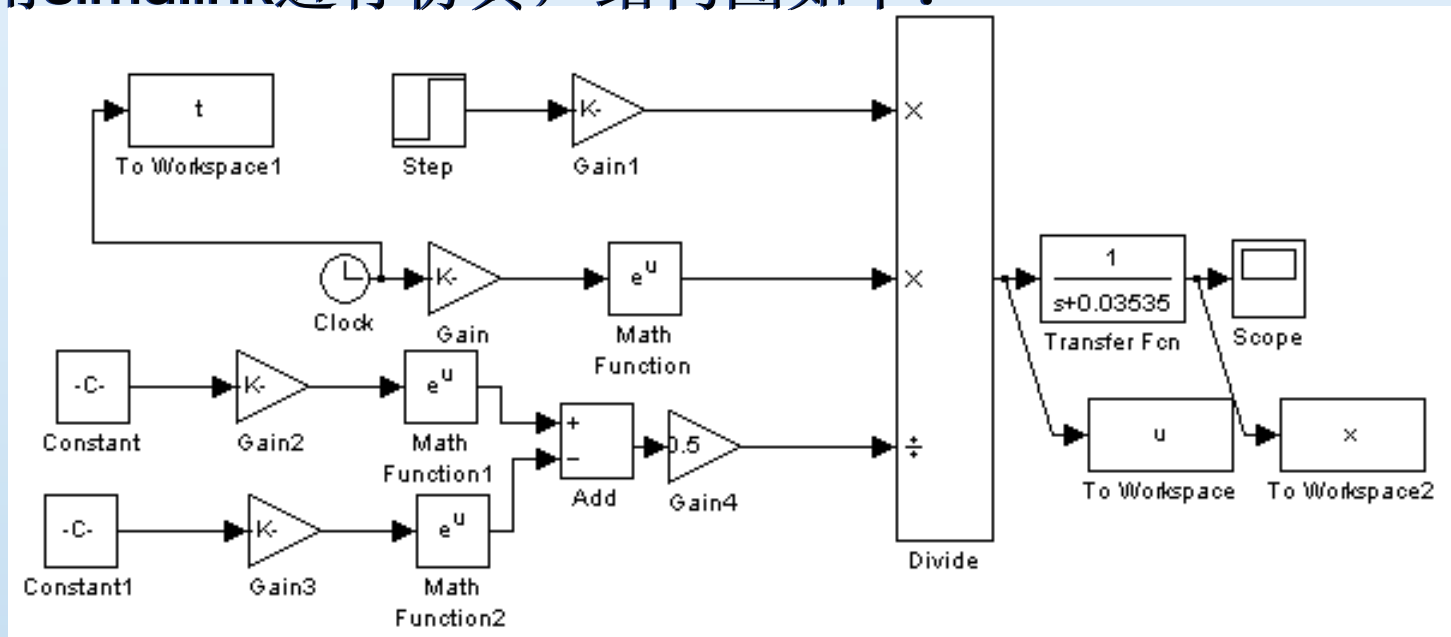 simulink
t
To Workspace1
Step
K-
Gain1
×
Clock
K-
Gain
e^u
Math
Function
×
1
s+0.03535
Transfer Fcn
Scope
-C-
Constant
K-
Gain2
e^u
Math
Function1
+
−
Add
0.5
Gain4
÷
u
To Workspace
x
To Workspace2
-C-
Constant1
K-
Gain3
e^u
Math
Function2
Divide